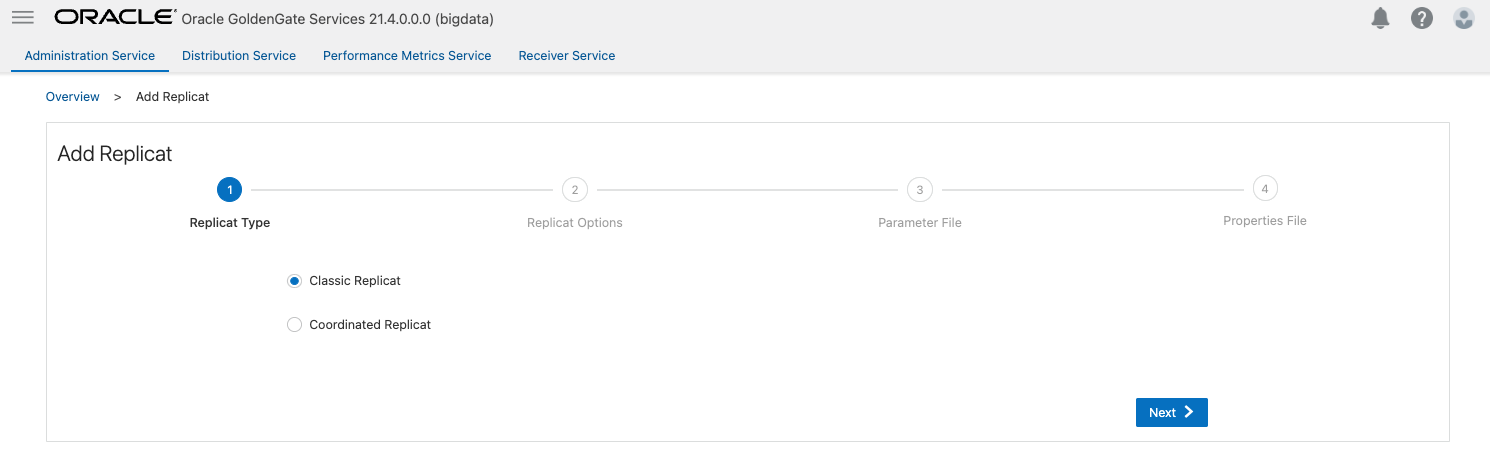 ORACLE® Oracle GoldenGate Services 21.4.0.0.0 (bigdata)
Administration Service Distribution Service Performance Metrics Service Receiver Service
Overview > Add Replicat
Add Replicat
1 2 3 4
Replicat Type Replicat Options Parameter File Properties File
Classic Replicat
Coordinated Replicat
Next